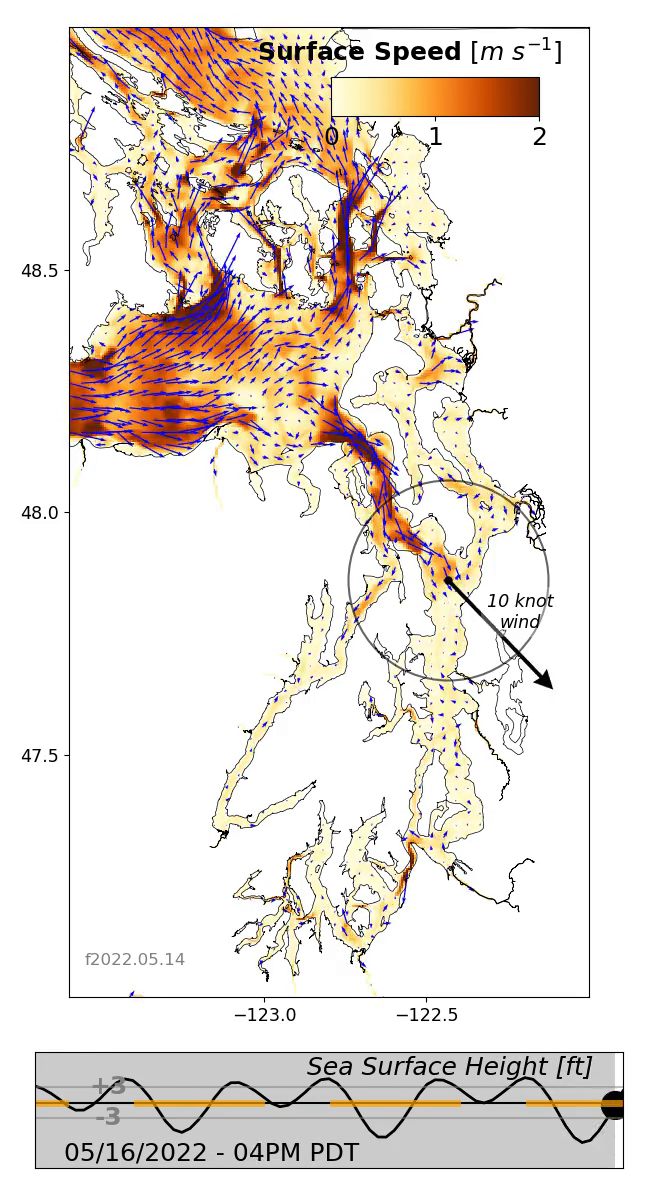 Surface Speed [m s⁻¹]
0 1 2
48.5
48.0
10 knot
wind
47.5
f2022.05.14
−123.0 −122.5
Sea Surface Height [ft]
+3
-3
05/16/2022 - 04PM PDT